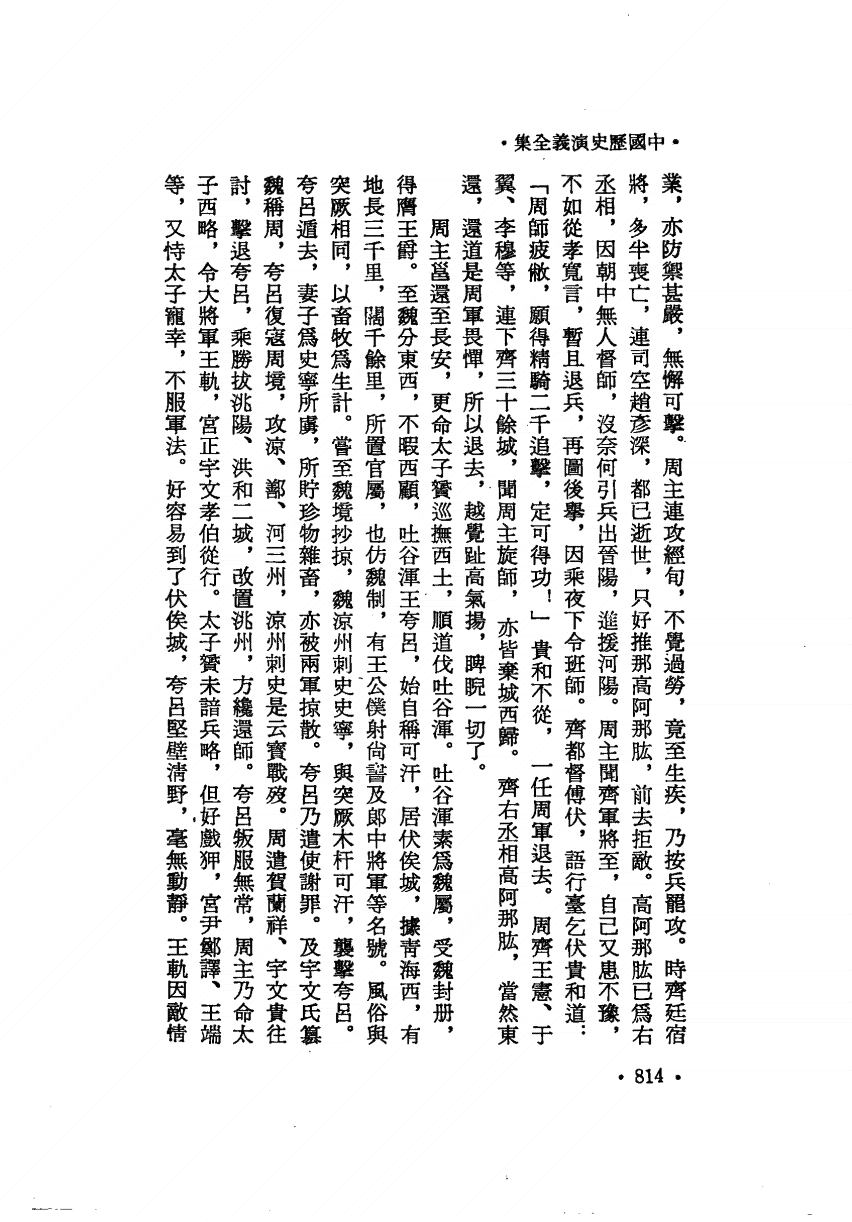 •中國歷史演義全集•
業，亦防禦甚嚴，無懈可擊。周主連攻經旬，不覺過勞，竟至生疾，乃按兵罷攻。時齊廷宿
將，多半喪亡，連司空趙彥深，都已逝世，只好推那高阿那肱，前去拒敵。高阿那肱已爲右
丞相，因朝中無人督師，沒奈何引兵出晉陽，進援河陽。周主聞齊軍將至，自己又患不豫，
不如從孝寬言，暫且退兵，再圖後舉，因乘夜下令班師。齊都督傅伏，語行臺乞伏貴和道：
「周師疲敝，願得精騎二千追擊，定可得功！」貴和不從，一任周軍退去。周齊王憲、于
翼、李穆等，連下齊三十餘城，聞周主旋師，亦皆棄城西歸。齊右丞相高阿那肱，當然東
還，還道是周軍畏憚，所以退去，越覺趾高氣揚，睥睨一切了。
周主邕還至長安，更命太子贇巡撫西土，順道伐吐谷渾。吐谷渾素爲魏屬，受魏封册，
得膺王爵。至魏分東西，不暇西顧，吐谷渾王夸呂，始自稱可汗，居伏俟城，據靑海西，有
地長三千里，闊千餘里，所置官屬，也仿魏制，有王公僕射尙書及郎中將軍等名號。風俗與
突厥相同，以畜牧爲生計。嘗至魏境抄掠，魏涼州刺史史寧，與突厥木杆可汗，襲擊夸呂。
夸呂遁去，妻子爲史寧所虜，所貯珍物雜畜，亦被兩軍掠散。夸呂乃遣使謝罪。及宇文氏篡
魏稱周，夸呂復寇周境，攻涼、鄯、河三州，涼州刺史是云寶戰歿。周遣賀蘭祥、宇文貴往
討，擊退夸呂，乘勝拔洮陽、洪和二城，改置洮州，方纔還師。夸呂叛服無常，周主乃命太
子西略，令大將軍王軌，宮正宇文孝伯從行。太子贇未諳兵略，但好戲狎，宮尹鄭譯、王端
等，又恃太子寵幸，不服軍法。好容易到了伏俟城，夸呂堅壁淸野，毫無動靜。王軌因敵情
•814•